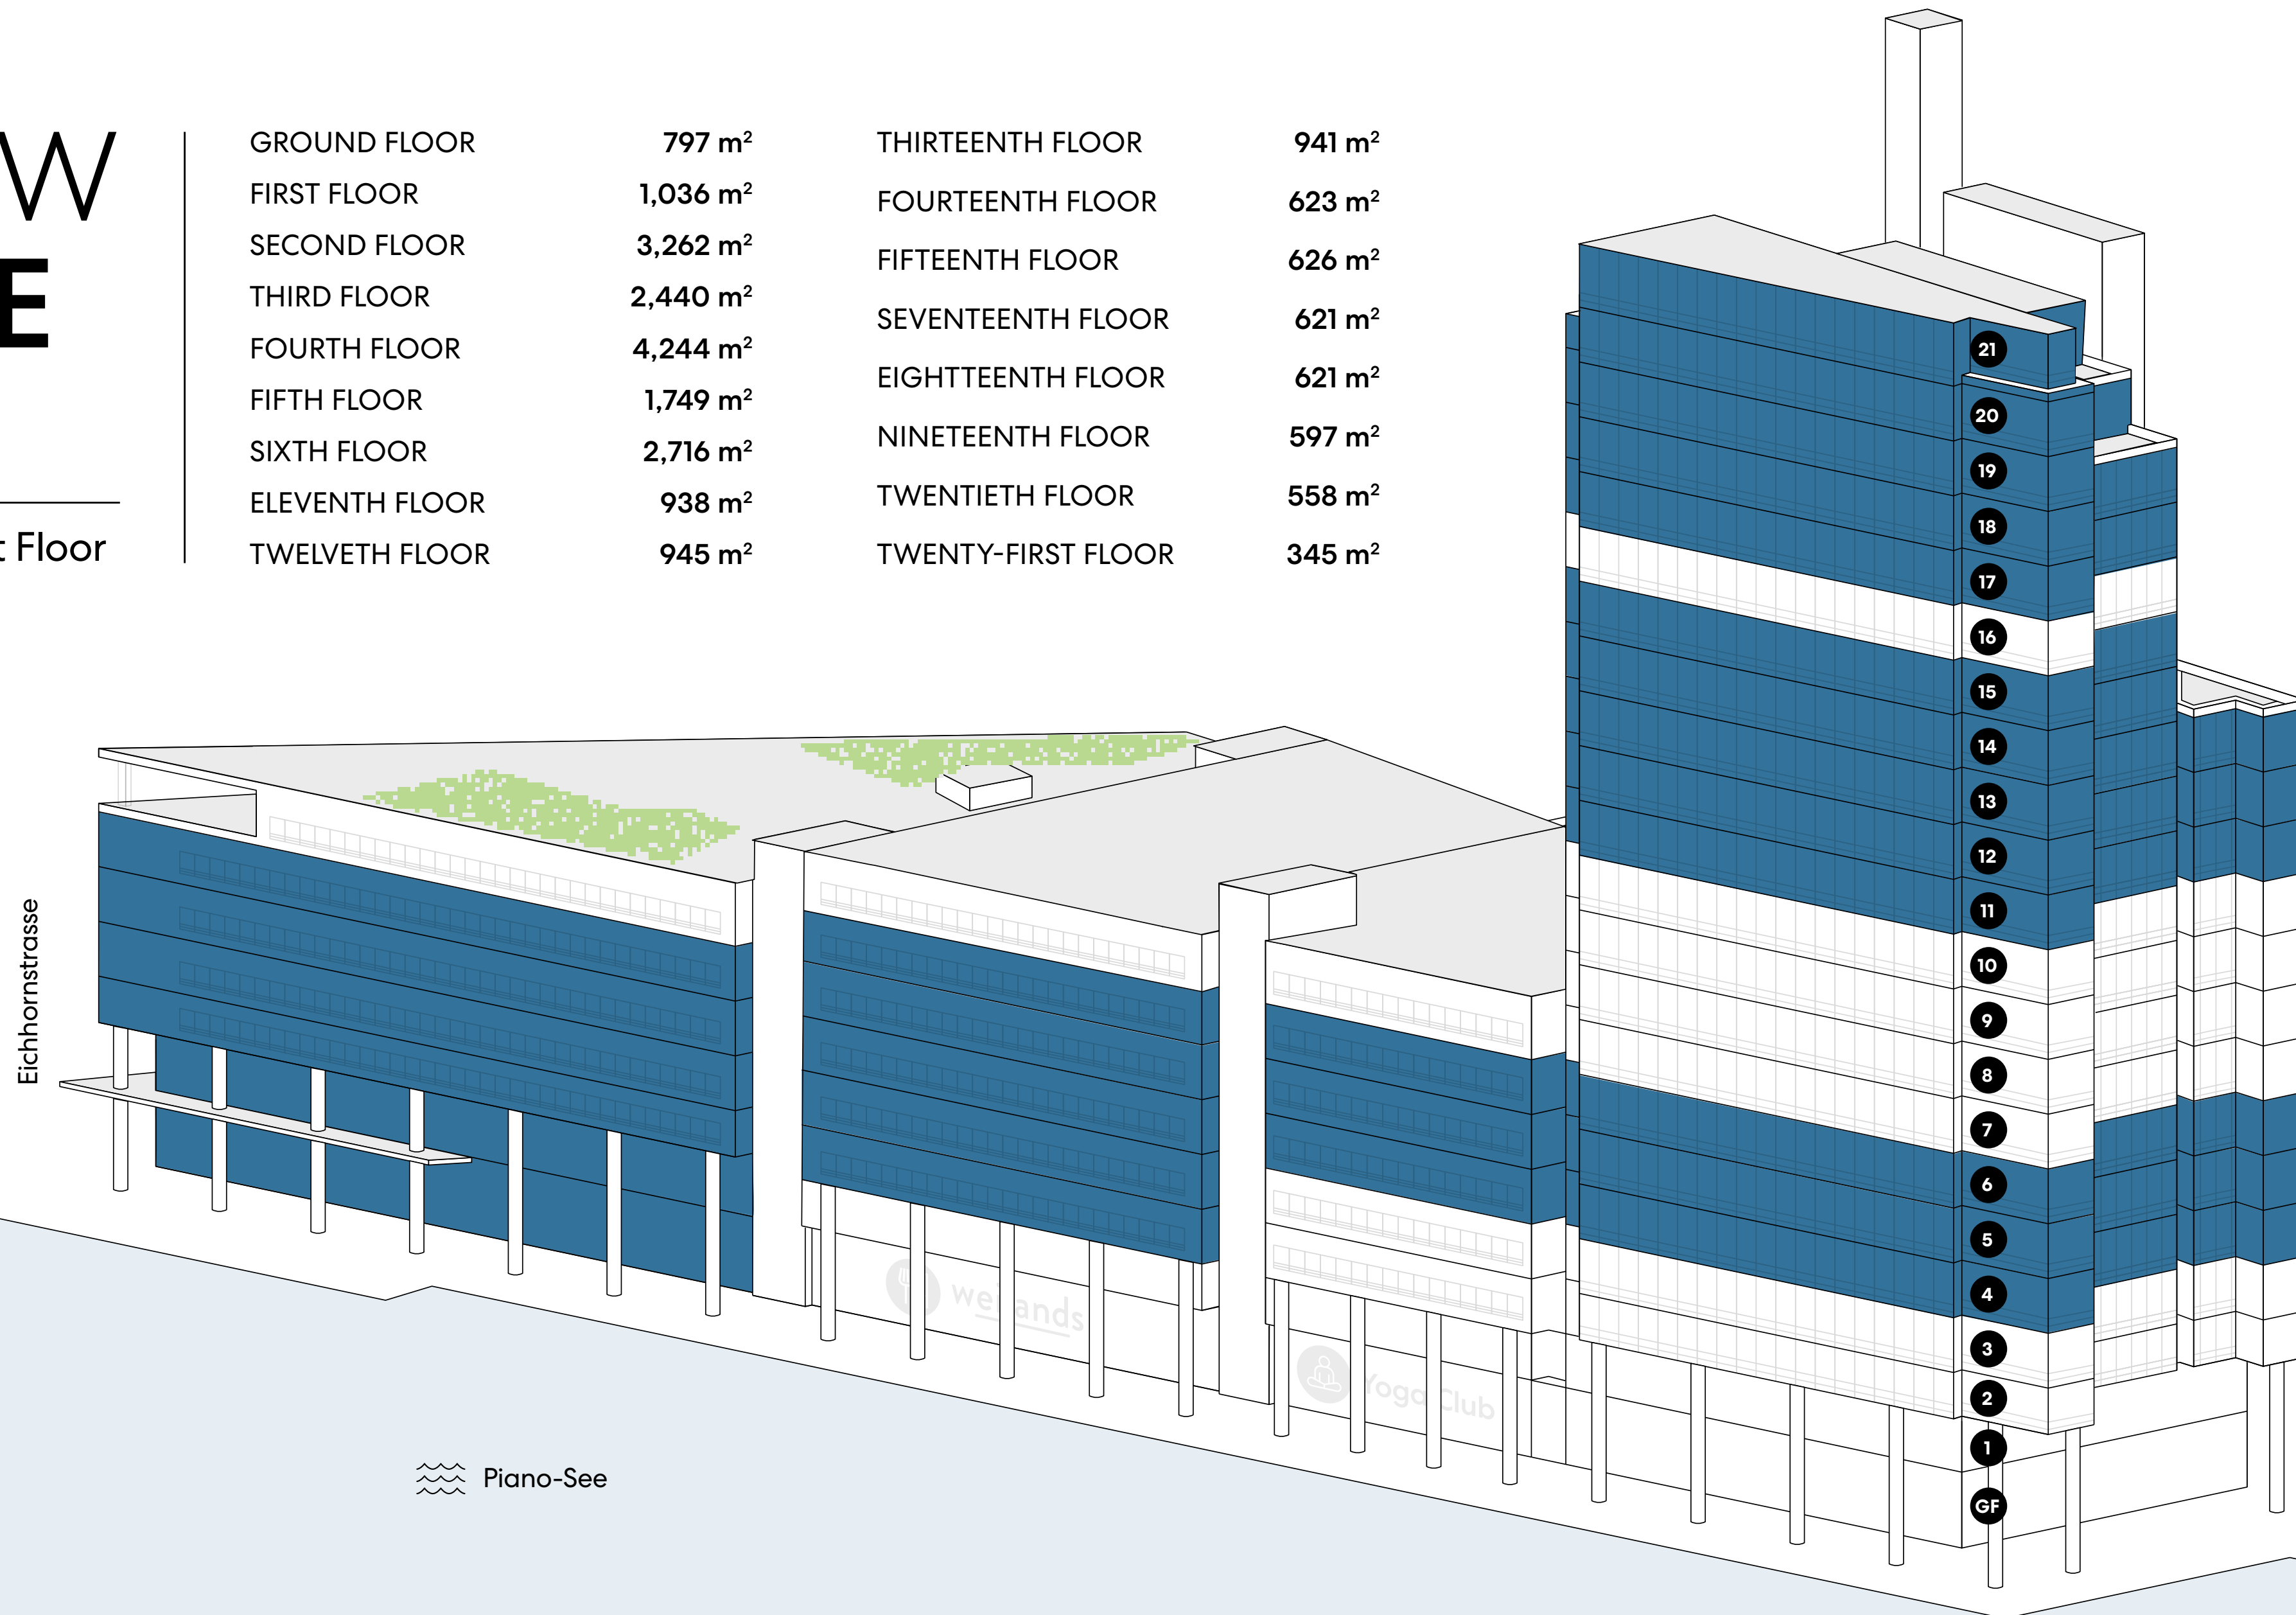 W
E
t Floor
GROUND FLOOR 797 m²
FIRST FLOOR 1,036 m²
SECOND FLOOR 3,262 m²
THIRD FLOOR 2,440 m²
FOURTH FLOOR 4,244 m²
FIFTH FLOOR 1,749 m²
SIXTH FLOOR 2,716 m²
ELEVENTH FLOOR 938 m²
TWELVETH FLOOR 945 m²
THIRTEENTH FLOOR 941 m²
FOURTEENTH FLOOR 623 m²
FIFTEENTH FLOOR 626 m²
SEVENTEENTH FLOOR 621 m²
EIGHTTEENTH FLOOR 621 m²
NINETEENTH FLOOR 597 m²
TWENTIETH FLOOR 558 m²
TWENTY-FIRST FLOOR 345 m²
21
20
19
18
17
16
15
14
13
12
11
10
9
8
7
6
5
4
3
2
1
GF
Eichhornstrasse
Yoga Club
Piano-See